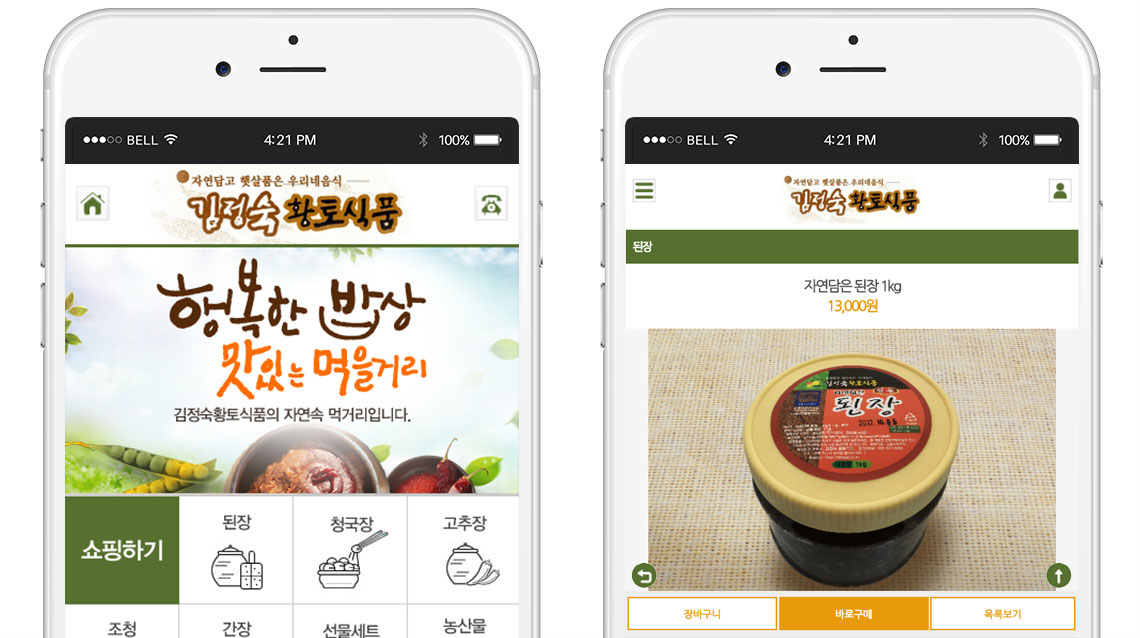 BELL
4:21 PM
100%
자연담고 햇살품은 우리네음식
김정숙 황토식품
행복한 밥상
맛있는 먹을거리
김정숙황토식품의 자연속 먹거리입니다.
쇼핑하기
된장
청국장
고추장
조청
간장
선물세트
농산물
BELL
4:21 PM
100%
자연담고 햇살품은 우리네음식
김정숙 황토식품
된장
자연담은 된장 1kg
13,000원
김정숙황토식품
된장
1kg
장바구니
바로구매
목록보기